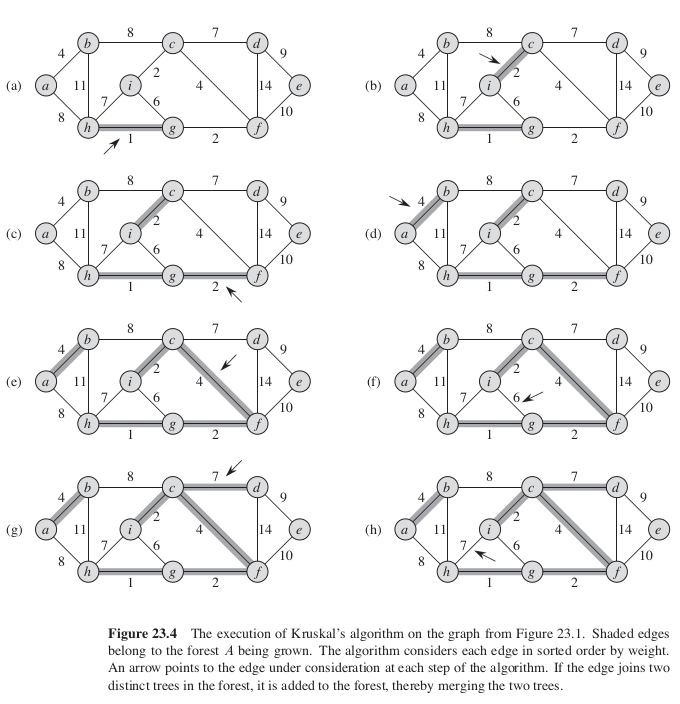 8 7
b c d
4 9
2
(a) a 11 i 4 14 e
7 6
8 10
h g f
1 2
8 7
b c d
4 9
2
(b) a 11 i 4 14 e
7 6
8 10
h g f
1 2
8 7
b c d
4 9
2
(c) a 11 i 4 14 e
7 6
8 10
h g f
1 2
8 7
b c d
4 9
2
(d) a 11 i 4 14 e
7 6
8 10
h g f
1 2
8 7
b c d
4 9
2
(e) a 11 i 4 14 e
7 6
8 10
h g f
1 2
8 7
b c d
4 9
2
(f) a 11 i 4 14 e
7 6
8 10
h g f
1 2
8 7
b c d
4 9
2
(g) a 11 i 4 14 e
7 6
8 10
h g f
1 2
8 7
b c d
4 9
2
(h) a 11 i 4 14 e
7 6
8 10
h g f
1 2
Figure 23.4 The execution of Kruskal's algorithm on the graph from Figure 23.1. Shaded edges
belong to the forest A being grown. The algorithm considers each edge in sorted order by weight.
An arrow points to the edge under consideration at each step of the algorithm. If the edge joins two
distinct trees in the forest, it is added to the forest, thereby merging the two trees.